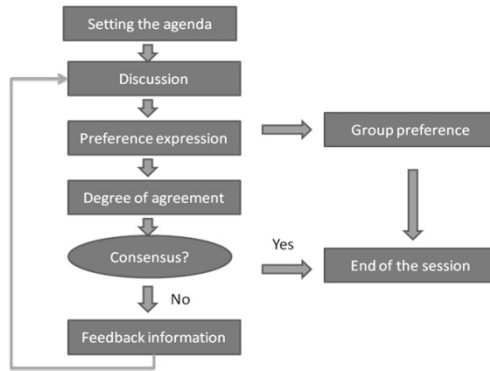 Setting the agenda
Discussion
Preference expression
Group preference
Degree of agreement
Consensus?
Yes
End of the session
No
Feedback information